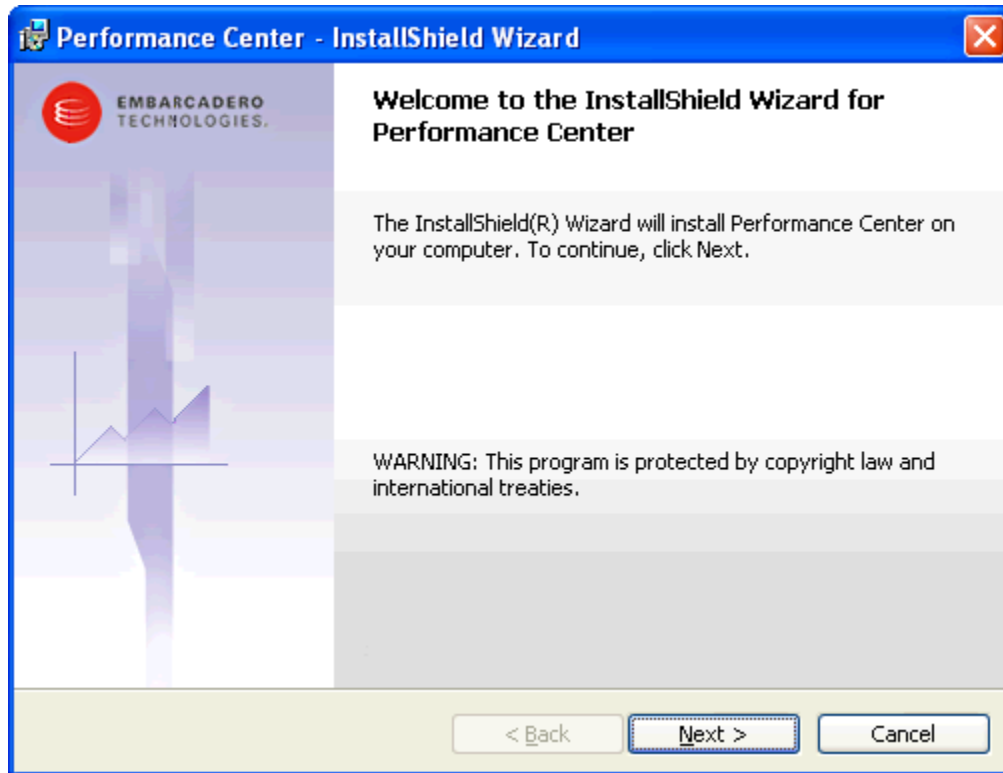 Performance Center - InstallShield Wizard
EMBARCADERO
TECHNOLOGIES.
Welcome to the InstallShield Wizard for
Performance Center
The InstallShield(R) Wizard will install Performance Center on
your computer. To continue, click Next.
WARNING: This program is protected by copyright law and
international treaties.
< Back
Next >
Cancel